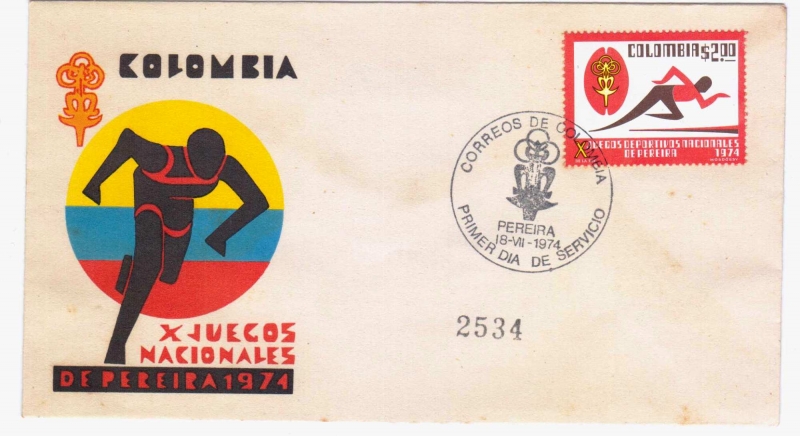 COLOMBIA
X JUEGOS
NACIONALES
DE PEREIRA 1974
COLOMBIA $2.00
X JUEGOS DEPORTIVOS NACIONALES
DE PEREIRA 1974
CORREOS DE COLOMBIA
PEREIRA
18-VII-1974
PRIMER DIA DE SERVICIO
2534